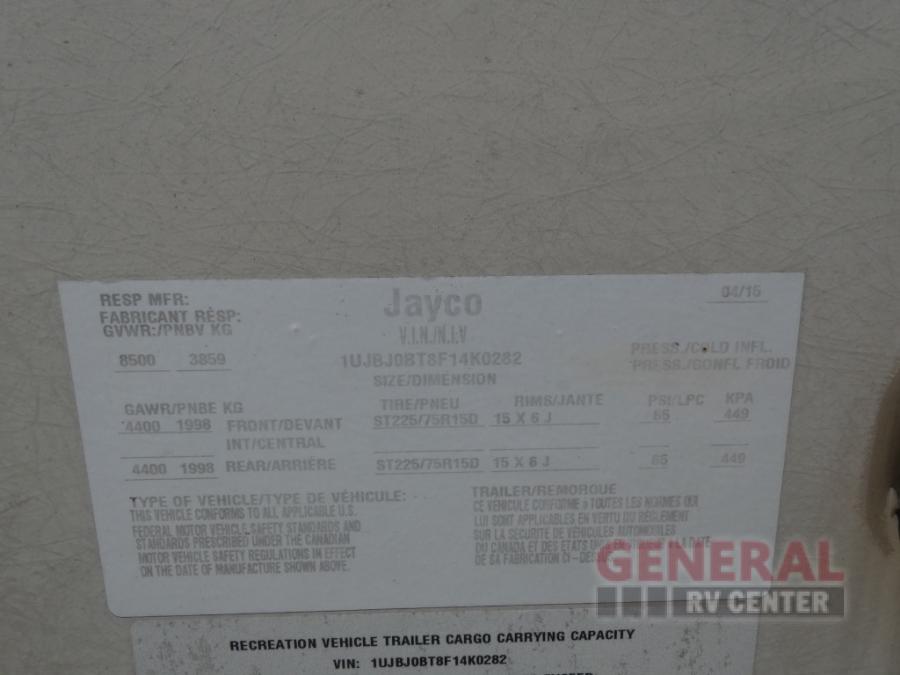 RESP MFR: Jayco 04/15
FABRICANT RESP:
GVWR:/PNBV KG V.I.N./N.I.V
8500 3859 1UJBJ0BT8F14K0282 PRESS./COLD INFL.
PRESS./GONFL FROID
SIZE/DIMENSION
GAWR/PNBE KG TIRE/PNEU RIMS/JANTE PSI/LPC KPA
4400 1998 FRONT/DEVANT ST225/75R15D 15 X 6 J 65 449
INT/CENTRAL
4400 1998 REAR/ARRIÈRE ST225/75R15D 15 X 6 J 65 449
TYPE OF VEHICLE/TYPE DE VÉHICULE: TRAILER/REMORQUE
THIS VEHICLE CONFORMS TO ALL APPLICABLE U.S.
FEDERAL MOTOR VEHICLE SAFETY STANDARDS AND
STANDARDS PRESCRIBED UNDER THE CANADIAN
MOTOR VEHICLE SAFETY REGULATIONS IN EFFECT
ON THE DATE OF MANUFACTURE SHOWN ABOVE.
CE VEHICULE CONFORME à TOUTES LES NORMES QUI
LUI SONT APPLICABLES EN VERTU DU RÈGLEMENT
SUR LA SECURITE DE VÉHICULES AUTOMOBILES
DU CANADA ET DES ETATS À LA DATE
DE SA FABRICATION
GENERAL
RV CENTER
RECREATION VEHICLE TRAILER CARGO CARRYING CAPACITY
VIN: 1UJBJ0BT8F14K0282